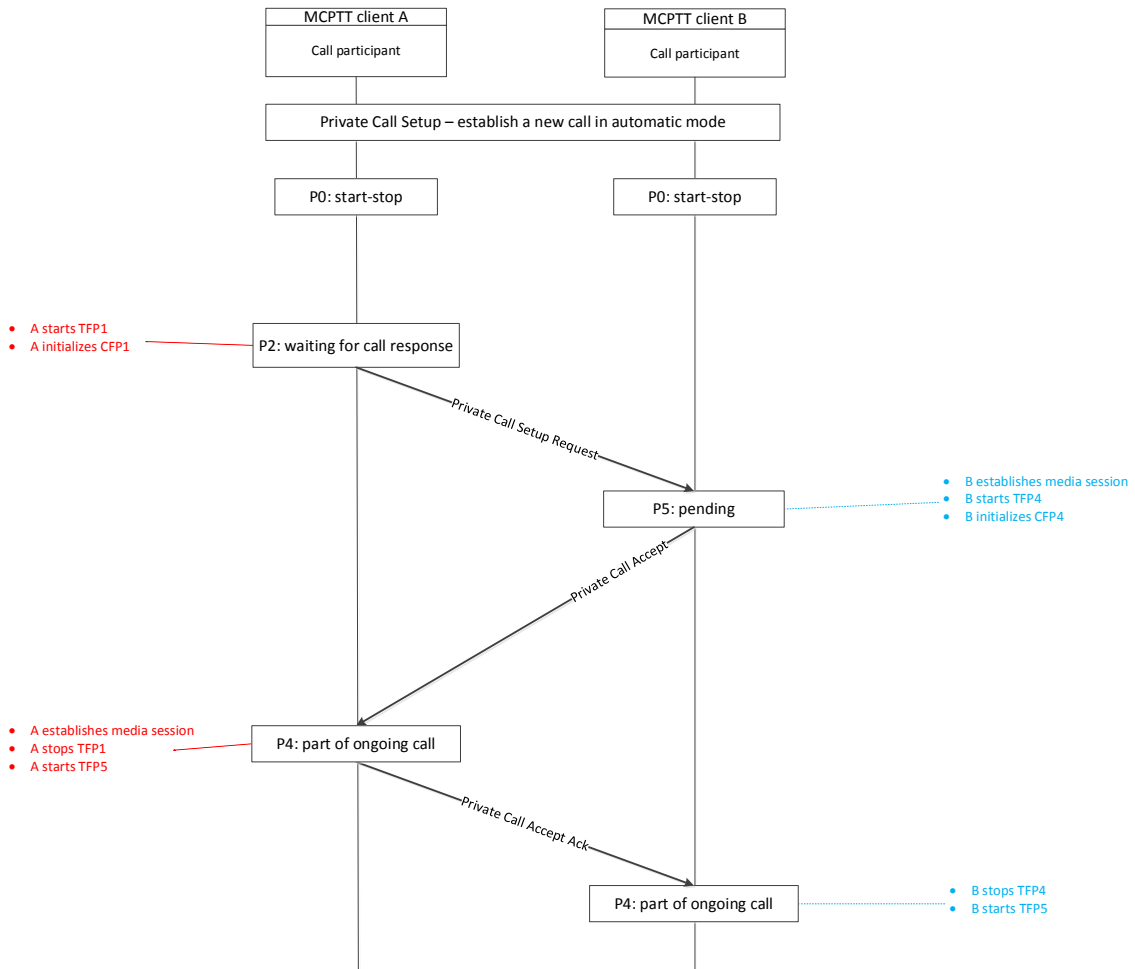 MCPTT client A
Call participant
MCPTT client B
Call participant
Private Call Setup – establish a new call in automatic mode
P0: start-stop
P0: start-stop
• A starts TFP1
• A initializes CFP1
P2: waiting for call response
Private Call Setup Request
P5: pending
• B establishes media session
• B starts TFP4
• B initializes CFP4
Private Call Accept
• A establishes media session
• A stops TFP1
• A starts TFP5
P4: part of ongoing call
Private Call Accept Ack
P4: part of ongoing call
• B stops TFP4
• B starts TFP5